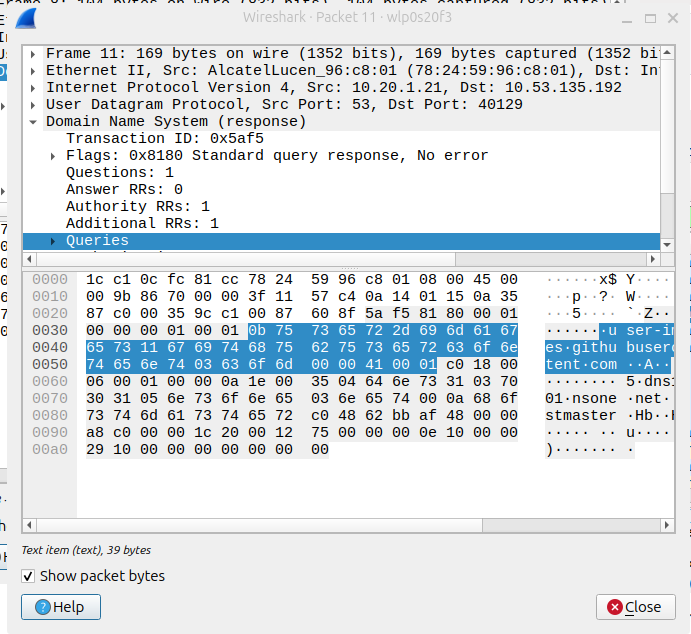 Wireshark · Packet 11 · wlp0s20f3
Frame 11: 169 bytes on wire (1352 bits), 169 bytes captured (1352 bi
Ethernet II, Src: AlcatelLucen_96:c8:01 (78:24:59:96:c8:01), Dst: In
Internet Protocol Version 4, Src: 10.20.1.21, Dst: 10.53.135.192
User Datagram Protocol, Src Port: 53, Dst Port: 40129
Domain Name System (response)
Transaction ID: 0x5af5
Flags: 0x8180 Standard query response, No error
Questions: 1
Answer RRs: 0
Authority RRs: 1
Additional RRs: 1
Queries
0000 1c c1 0c fc 81 cc 78 24 59 96 c8 01 08 00 45 00 ······x$ Y·····E·
0010 00 9b 86 70 00 00 3f 11 57 c4 0a 14 01 15 0a 35 ···p··?· W······5
0020 87 c0 00 35 9c c1 00 87 60 8f 5a f5 81 80 00 01 ···5···· `·Z·····
0030 00 00 00 01 00 01 0b 75 73 65 72 2d 69 6d 61 67 ·······u ser-im
0040 65 73 11 67 69 74 68 75 62 75 73 65 72 63 6f 6e es·githu buserc
0050 74 65 6e 74 03 63 6f 6d 00 00 41 00 01 c0 18 00 tent·com ··A··
0060 06 00 01 00 00 0a 1e 00 35 04 64 6e 73 31 03 70 ········ 5·dns
0070 30 31 05 6e 73 6f 6e 65 03 6e 65 74 00 0a 68 6f 01·nsone ·net·
0080 73 74 6d 61 73 74 65 72 c0 48 62 bb af 48 00 00 stmaster ·Hb··H
0090 a8 c0 00 00 1c 20 00 12 75 00 00 00 0e 10 00 00 ····· ·· u·····
00a0 29 10 00 00 00 00 00 00 00 )······· ·
Text item (text), 39 bytes
Show packet bytes
Help
Close